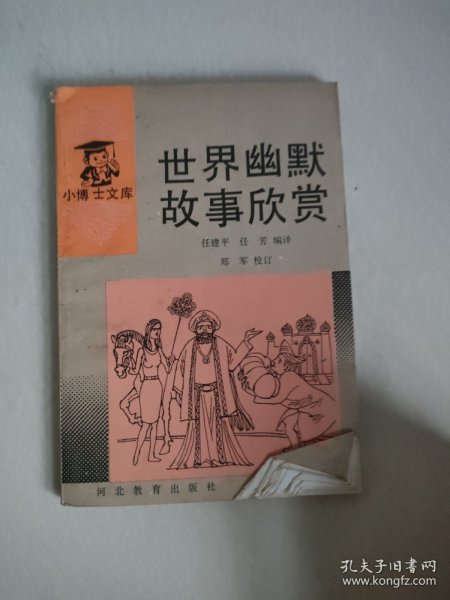 小博士文库
世界幽默
故事欣赏
任建平 任芳 编译
郑军 校订
河北教育出版社
孔夫子旧书网
www.kongfz.com